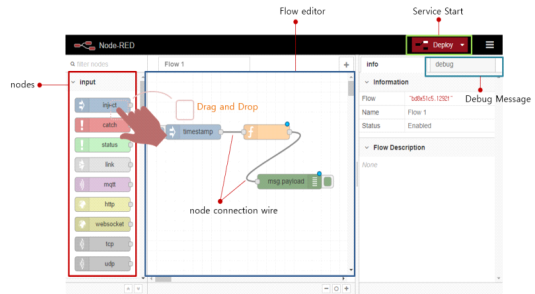 Flow editor
Service Start
Node-RED
Deploy
filter nodes
Flow 1
info
debug
nodes
input
Information
Debug Message
Flow
Name
Flow 1
Status
Enabled
Flow Description
None
inject
catch
status
link
mqtt
http
websocket
tcp
udp
Drag and Drop
timestamp
f
msg.payload
node connection wire